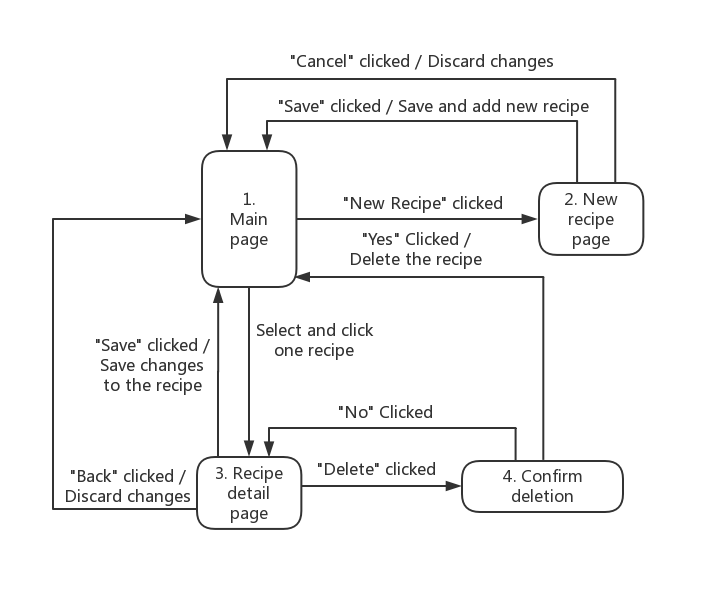 "Cancel" clicked / Discard changes
"Save" clicked / Save and add new recipe
1.
Main
page
"New Recipe" clicked
2. New
recipe
page
"Yes" Clicked /
Delete the recipe
Select and click
one recipe
"Save" clicked /
Save changes
to the recipe
"No" Clicked
"Back" clicked /
Discard changes
3. Recipe
detail
page
"Delete" clicked
4. Confirm
deletion